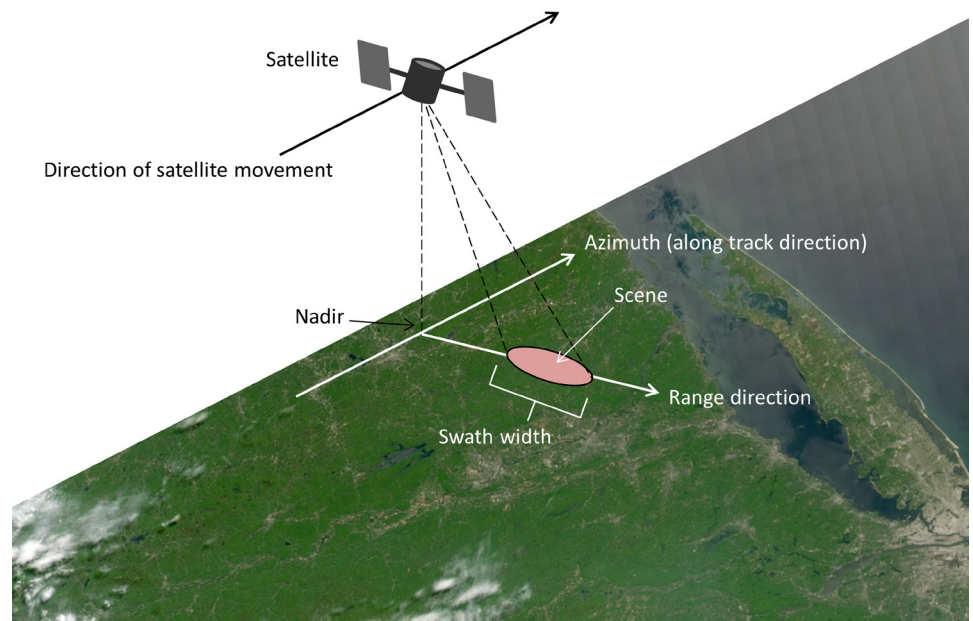 Satellite
Direction of satellite movement
Azimuth (along track direction)
Scene
Nadir
Range direction
Swath width